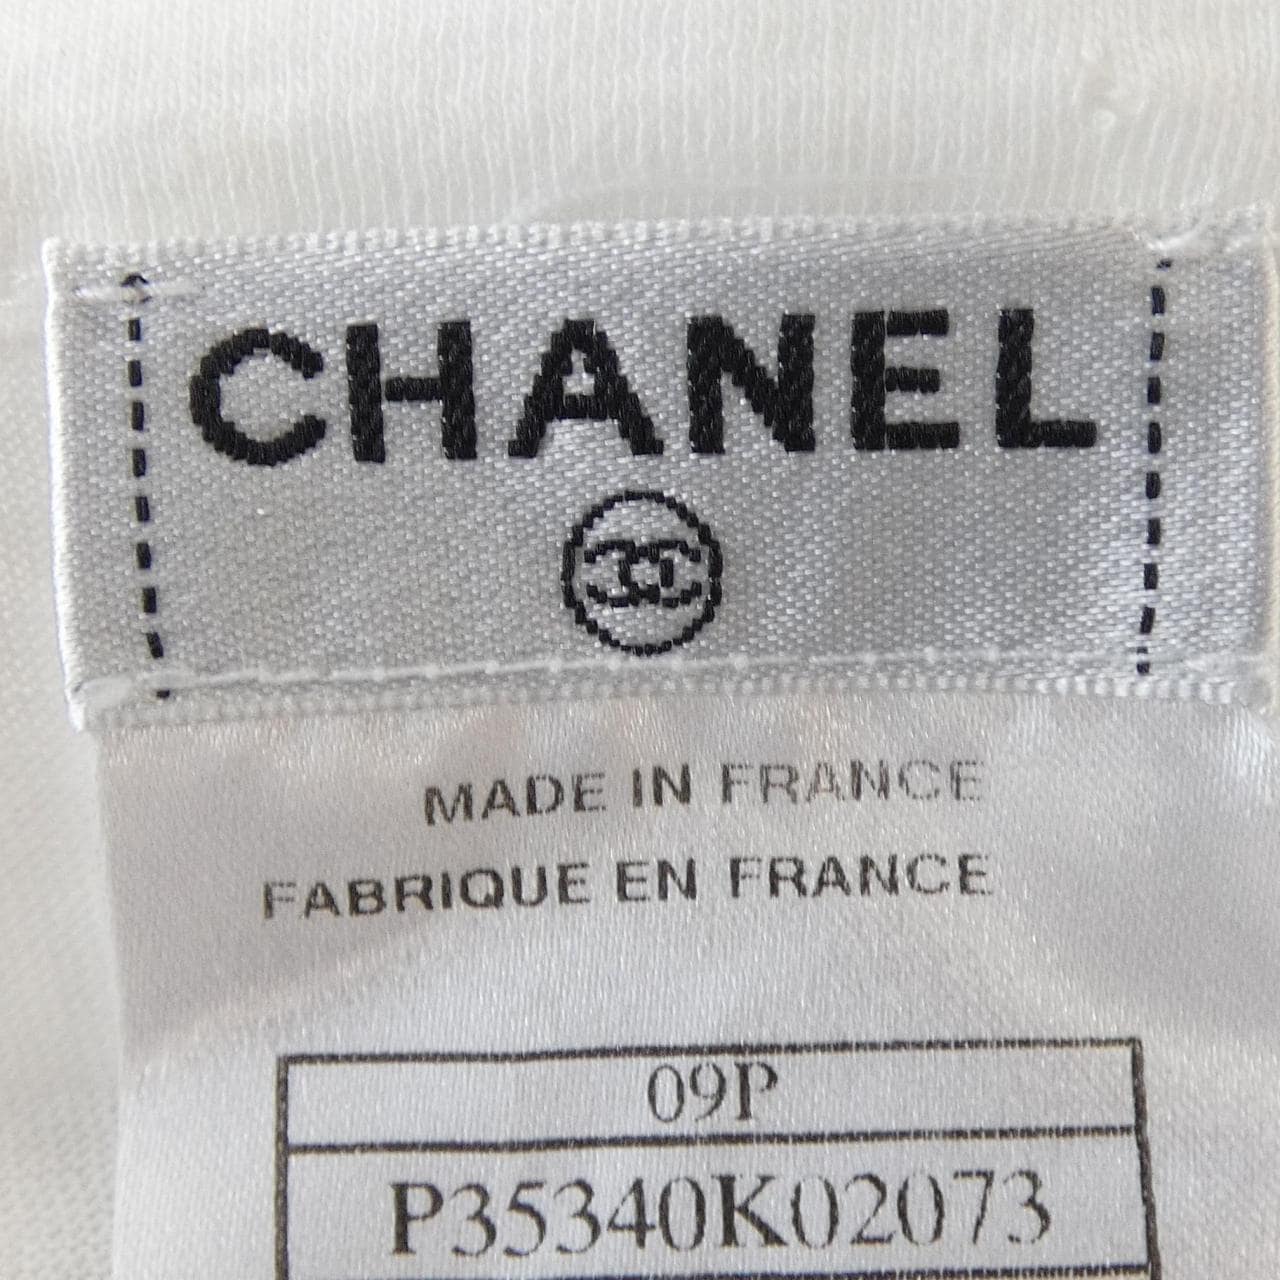 CHANEL
MADE IN FRANCE
FABRIQUE EN FRANCE
09P
P35340K02073